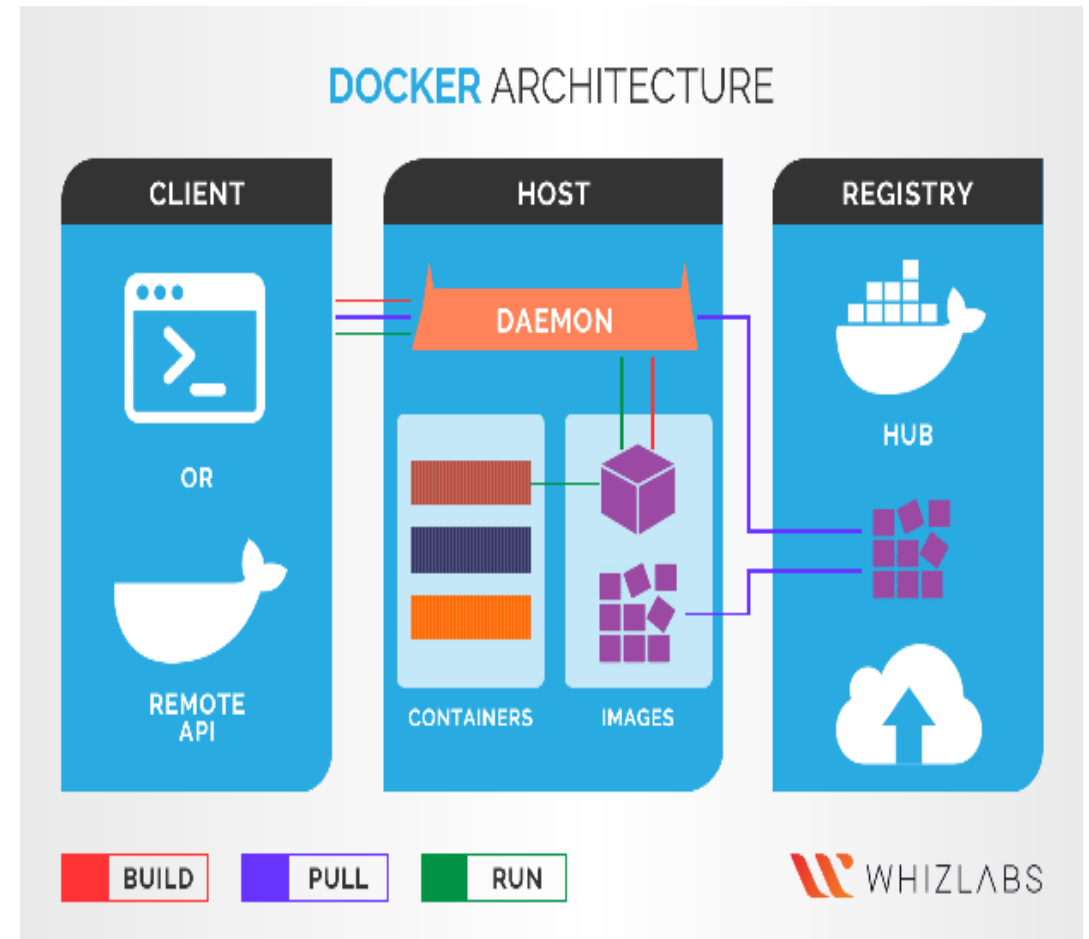 DOCKER ARCHITECTURE
CLIENT
OR
REMOTE
API
HOST
DAEMON
CONTAINERS
IMAGES
REGISTRY
HUB
BUILD
PULL
RUN
WHIZLABS